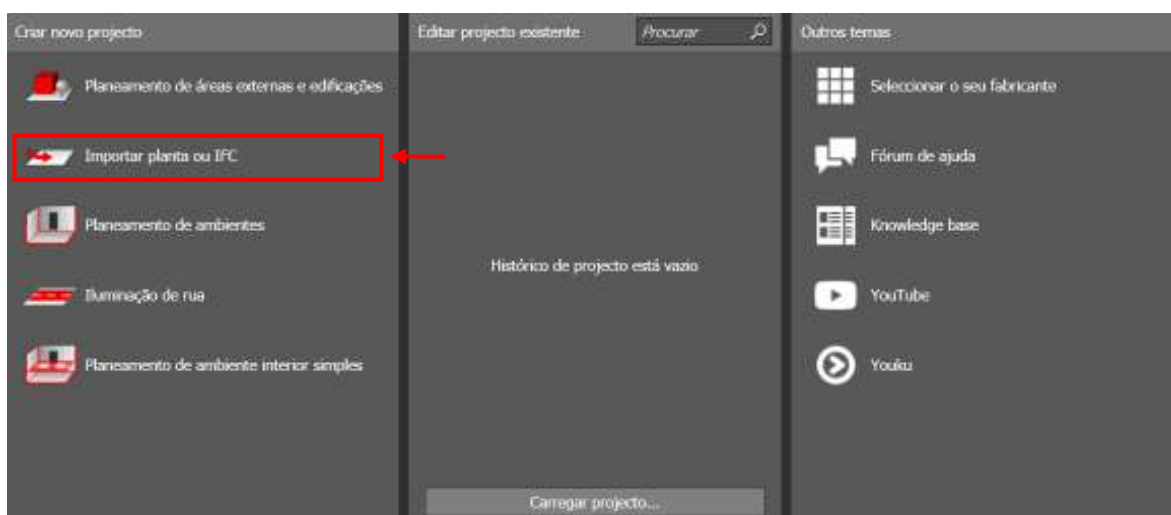 Criar novo projecto
Planeamento de áreas externas e edificações
Importar planta ou IFC
Planeamento de ambientes
Iluminação de rua
Planeamento de ambiente interior simples
Editar projecto existente
Procurar
Histórico de projecto está vazio
Carregar projecto...
Outros temas
Seleccionar o seu fabricante
Fórum de ajuda
Knowledge base
YouTube
Youku